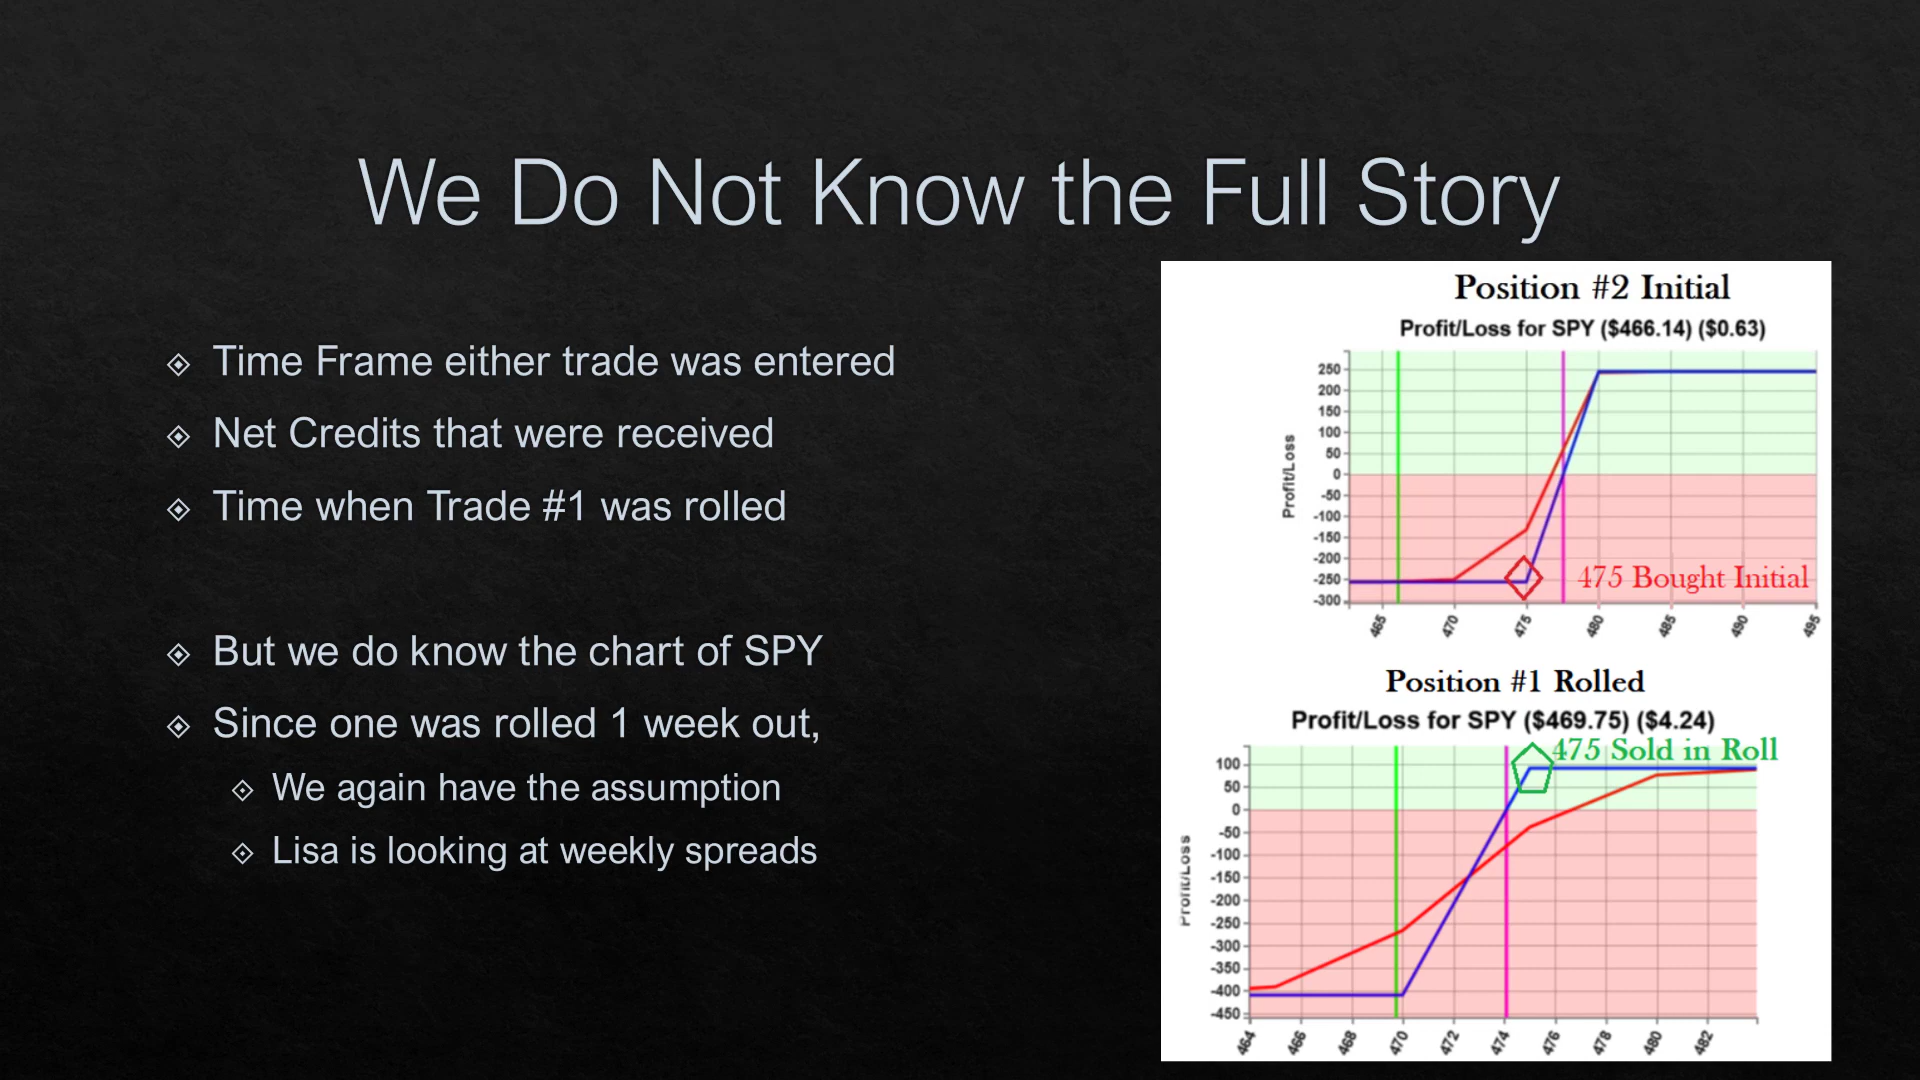 We Do Not Know the Full Story
Time Frame either trade was entered
Net Credits that were received
Time when Trade #1 was rolled
But we do know the chart of SPY
Since one was rolled 1 week out,
We again have the assumption
Lisa is looking at weekly spreads
Position #2 Initial
Profit/Loss for SPY ($466.14) ($0.63)
250
200
150
100
50
0
-50
-100
-150
-200
-250
-300
Profit/Loss
475 Bought Initial
465 470 475 480 485 490 495
Position #1 Rolled
Profit/Loss for SPY ($469.75) ($4.24)
475 Sold in Roll
100
50
0
-50
-100
-150
-200
-250
-300
-350
-400
-450
Profit/Loss
464 466 468 470 472 474 476 478 480 482